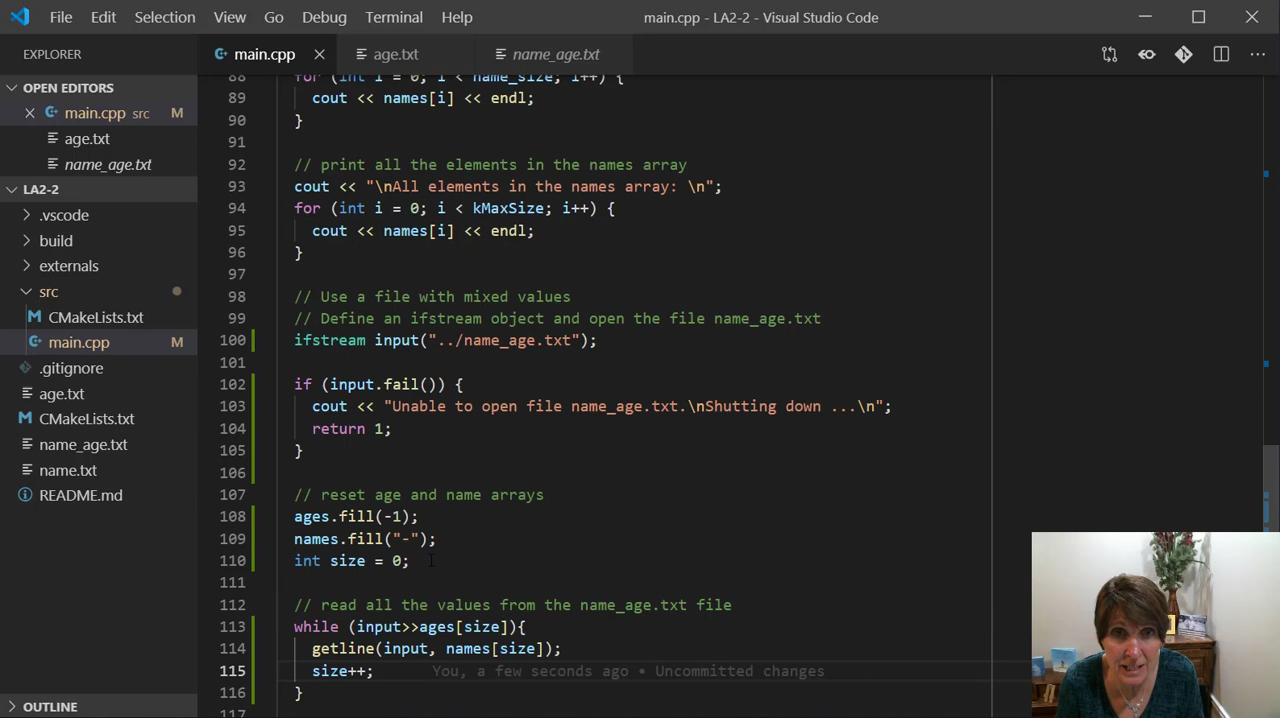 File Edit Selection View Go Debug Terminal Help main.cpp - LA2-2 - Visual Studio Code
EXPLORER
OPEN EDITORS
main.cpp src M
age.txt
name_age.txt
LA2-2
.vscode
build
externals
src
CMakeLists.txt
main.cpp M
.gitignore
age.txt
CMakeLists.txt
name_age.txt
name.txt
README.md
OUTLINE
main.cpp age.txt name_age.txt
88 for (int i = 0; i < name_size; i++) {
89 cout << names[i] << endl;
90 }
91
92 // print all the elements in the names array
93 cout << "\nAll elements in the names array: \n";
94 for (int i = 0; i < kMaxSize; i++) {
95 cout << names[i] << endl;
96 }
97
98 // Use a file with mixed values
99 // Define an ifstream object and open the file name_age.txt
100 ifstream input("../name_age.txt");
101
102 if (input.fail()) {
103 cout << "Unable to open file name_age.txt.\nShutting down ...\n";
104 return 1;
105 }
106
107 // reset age and name arrays
108 ages.fill(-1);
109 names.fill("-");
110 int size = 0;
111
112 // read all the values from the name_age.txt file
113 while (input>>ages[size]){
114 getline(input, names[size]);
115 size++; You, a few seconds ago • Uncommitted changes
116 }
117